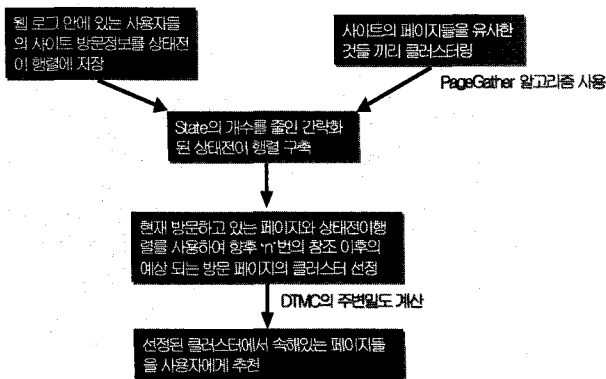 웹 로그 안에 있는 사용자들
의 사이트 방문정보를 상태전
이 행렬에 저장
사이트의 페이지들을 유사한
것들 끼리 클러스터링
PageGather 알고리즘 사용
State의 개수를 줄인 간략화
된 상태전이 행렬 구축
현재 방문하고 있는 페이지와 상태전이행
렬를 사용하여 향후 'n'번의 참조 이후의
예상 되는 방문 페이지의 클러스터 선정
DTMC의 주변밀도 계산
선정된 클러스터에서 속해있는 페이지들
을 사용자에게 추천